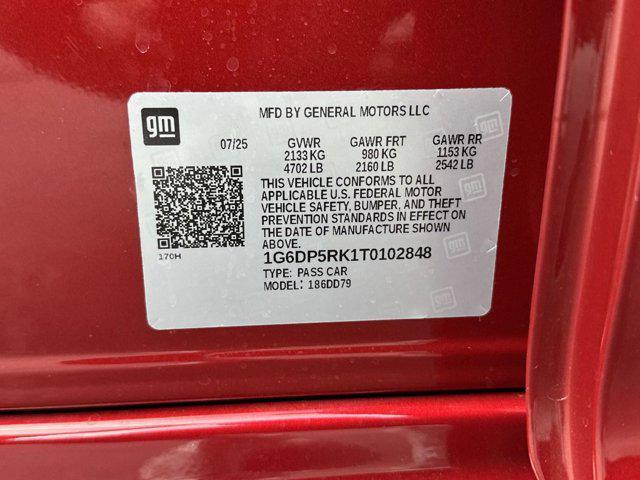 gm
MFD BY GENERAL MOTORS LLC
07/25 GVWR GAWR FRT GAWR RR
2133 KG 980 KG 1153 KG
4702 LB 2160 LB 2542 LB
THIS VEHICLE CONFORMS TO ALL
APPLICABLE U.S. FEDERAL MOTOR
VEHICLE SAFETY, BUMPER, AND THEFT
PREVENTION STANDARDS IN EFFECT ON
THE DATE OF MANUFACTURE SHOWN
ABOVE.
170H
1G6DP5RK1T0102848
TYPE: PASS CAR
MODEL: 186DD79